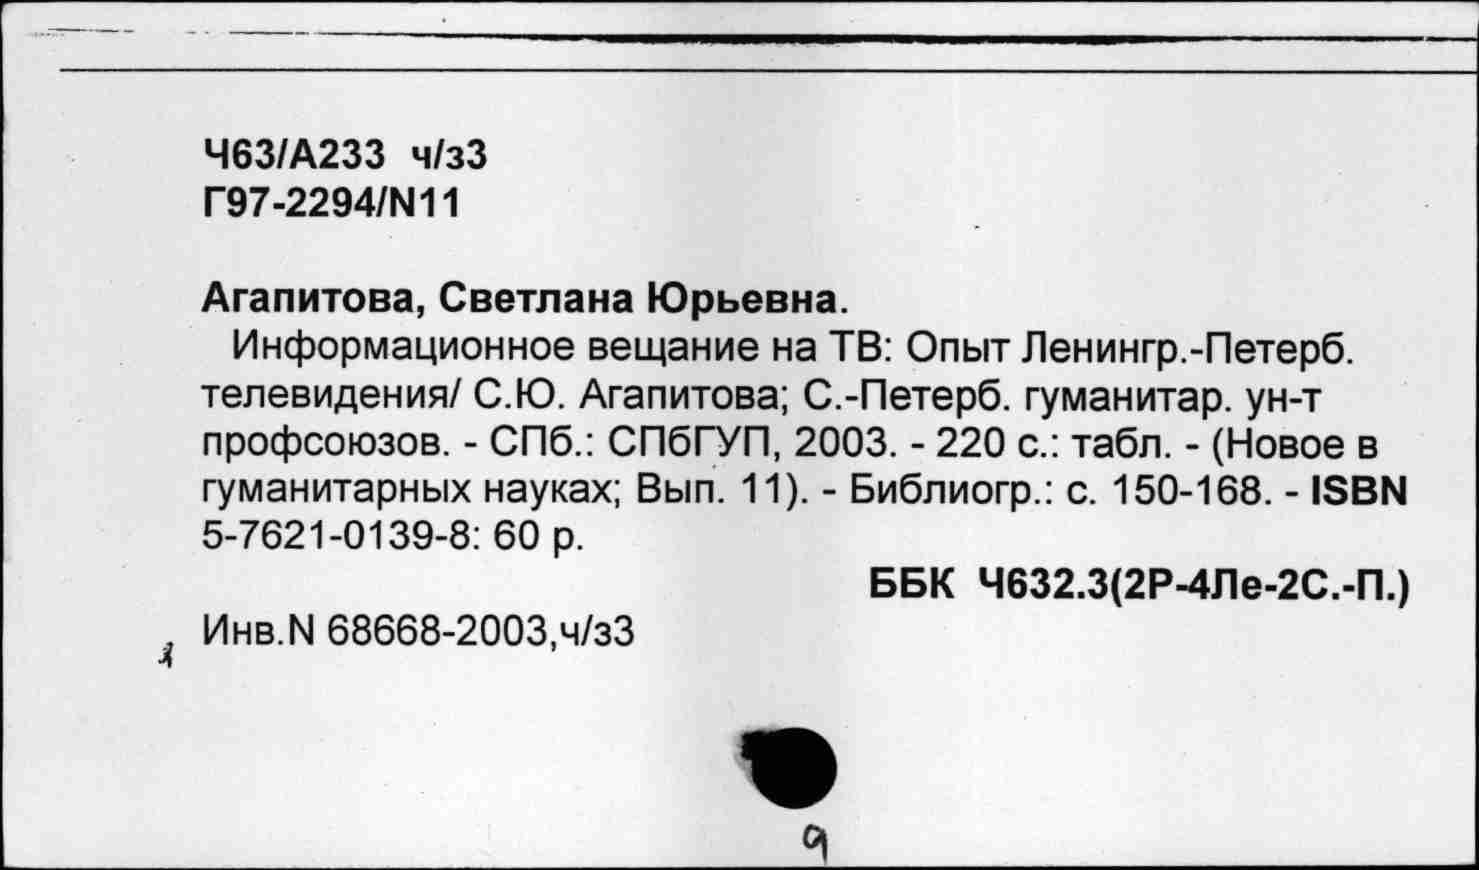 Ч63/А233 ч/з3
Г97-2294/N11
Агапитова, Светлана Юрьевна.
Информационное вещание на ТВ: Опыт Ленингр.-Петерб.
телевидения/ С.Ю. Агапитова; С.-Петерб. гуманитар. ун-т
профсоюзов. - СПб.: СПбГУП, 2003. - 220 с.: табл. - (Новое в
гуманитарных науках; Вып. 11). - Библиогр.: с. 150-168. - ISBN
5-7621-0139-8: 60 р.
ББК Ч632.3(2Р-4Ле-2С.-П.)
Инв.N 68668-2003,ч/з3